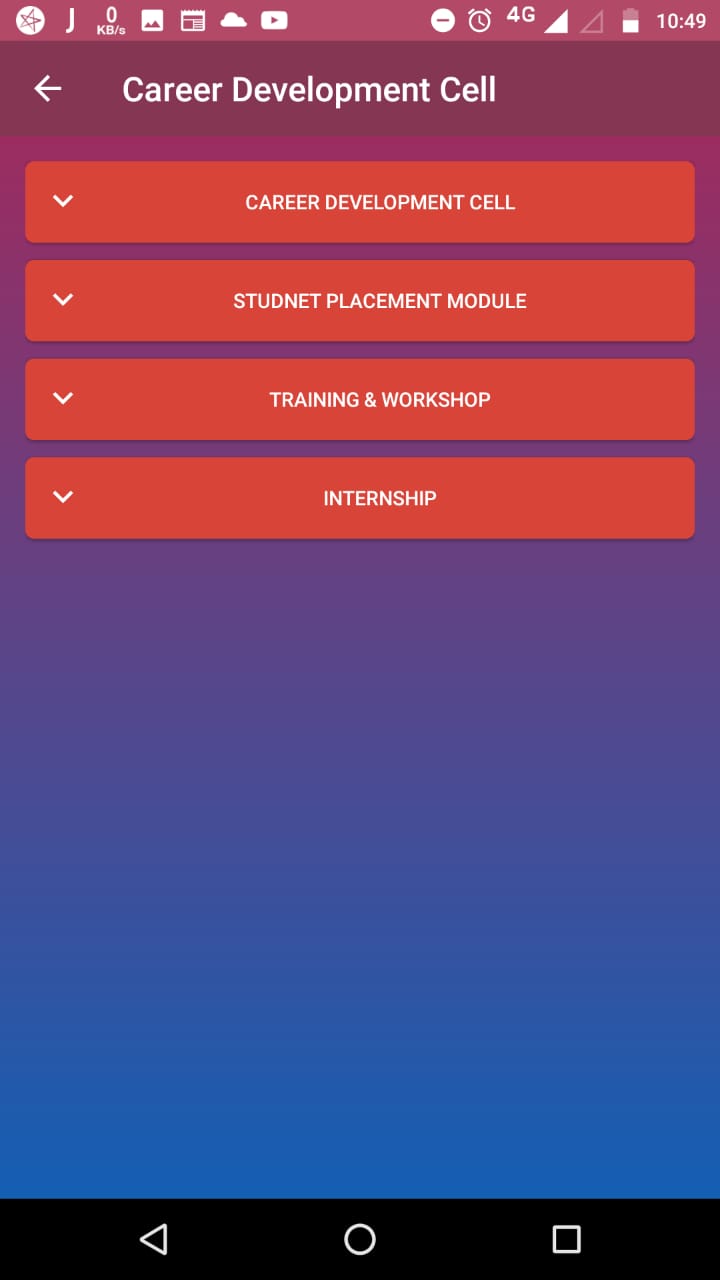 J
0
KB/s
4G
10:49
Career Development Cell
CAREER DEVELOPMENT CELL
STUDNET PLACEMENT MODULE
TRAINING & WORKSHOP
INTERNSHIP